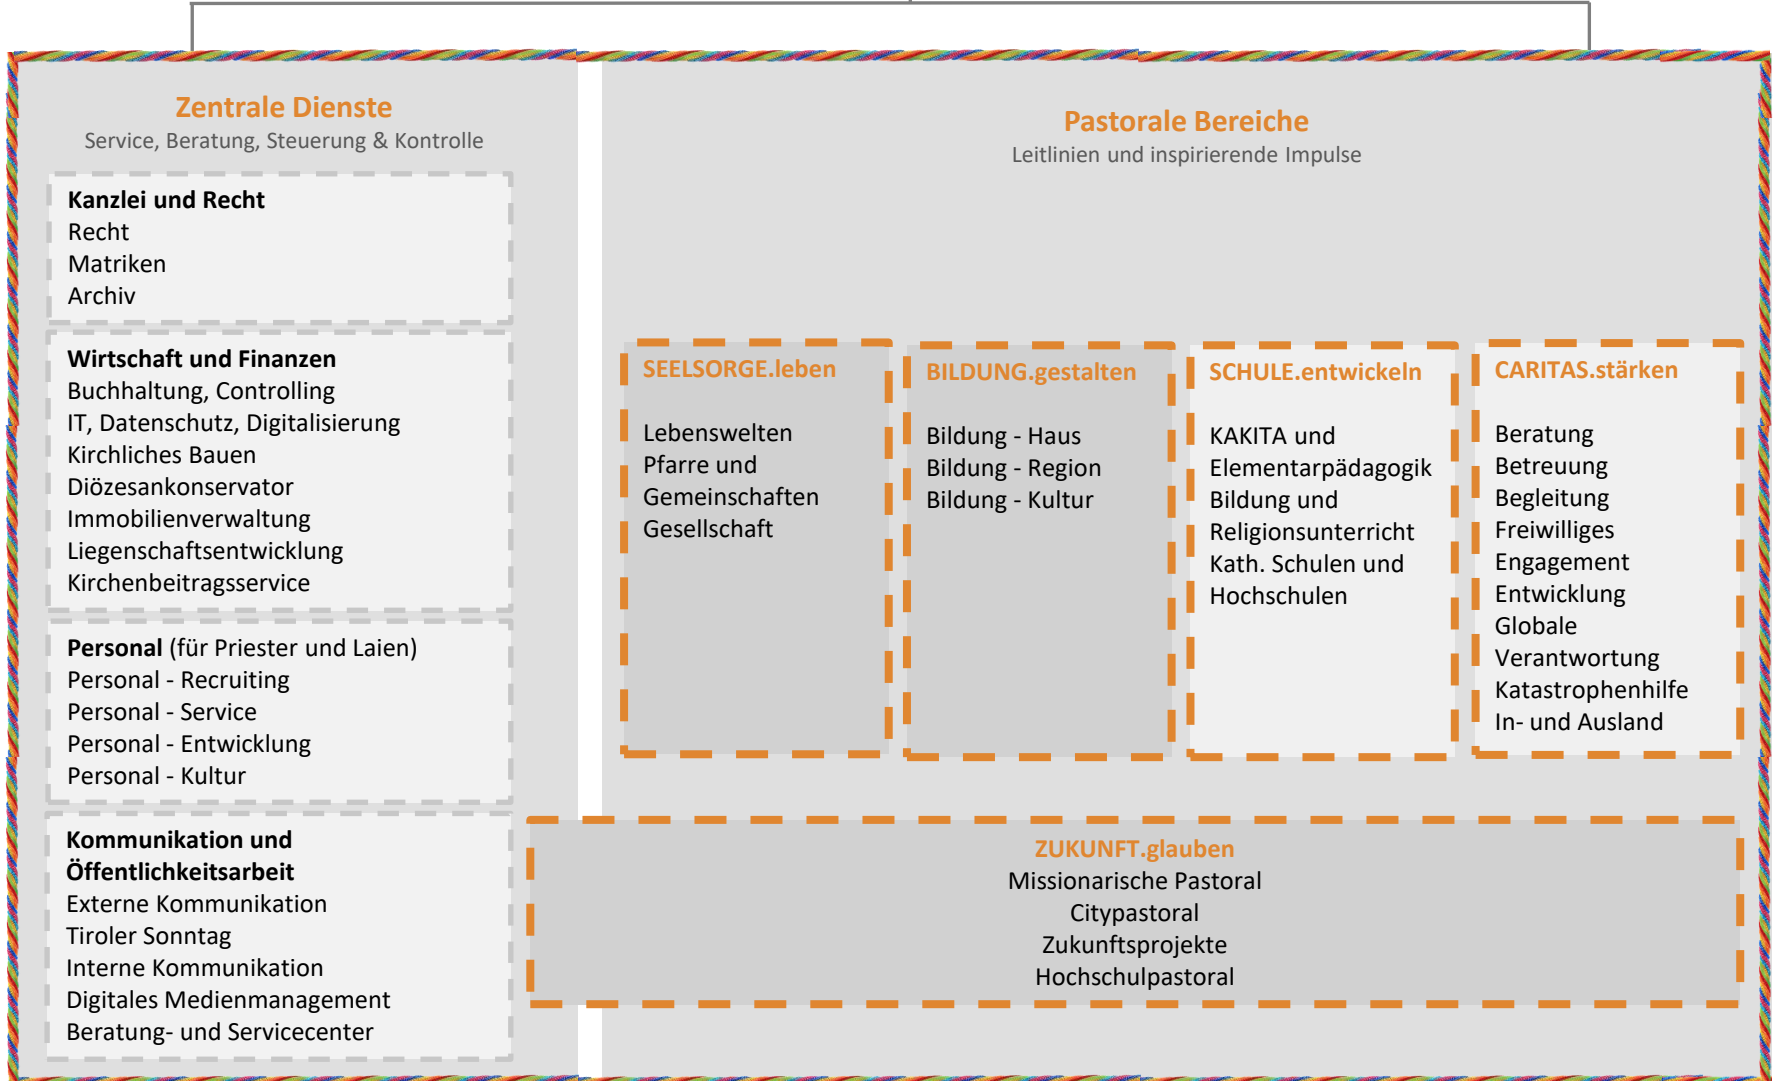 Zentrale Dienste
Service, Beratung, Steuerung & Kontrolle
Kanzlei und Recht
Recht
Matriken
Archiv
Wirtschaft und Finanzen
Buchhaltung, Controlling
IT, Datenschutz, Digitalisierung
Kirchliches Bauen
Diözesankonservator
Immobilienverwaltung
Liegenschaftsentwicklung
Kirchenbeitragsservice
Personal (für Priester und Laien)
Personal - Recruiting
Personal - Service
Personal - Entwicklung
Personal - Kultur
Kommunikation und
Öffentlichkeitsarbeit
Externe Kommunikation
Tiroler Sonntag
Interne Kommunikation
Digitales Medienmanagement
Beratung- und Servicecenter
Pastorale Bereiche
Leitlinien und inspirierende Impulse
SEELSORGE.leben
Lebenswelten
Pfarre und
Gemeinschaften
Gesellschaft
BILDUNG.gestalten
Bildung - Haus
Bildung - Region
Bildung - Kultur
SCHULE.entwickeln
KAKITA und
Elementarpädagogik
Bildung und
Religionsunterricht
Kath. Schulen und
Hochschulen
CARITAS.stärken
Beratung
Betreuung
Begleitung
Freiwilliges
Engagement
Entwicklung
Globale
Verantwortung
Katastrophenhilfe
In- und Ausland
ZUKUNFT.glauben
Missionarische Pastoral
Citypastoral
Zukunftsprojekte
Hochschulpastoral